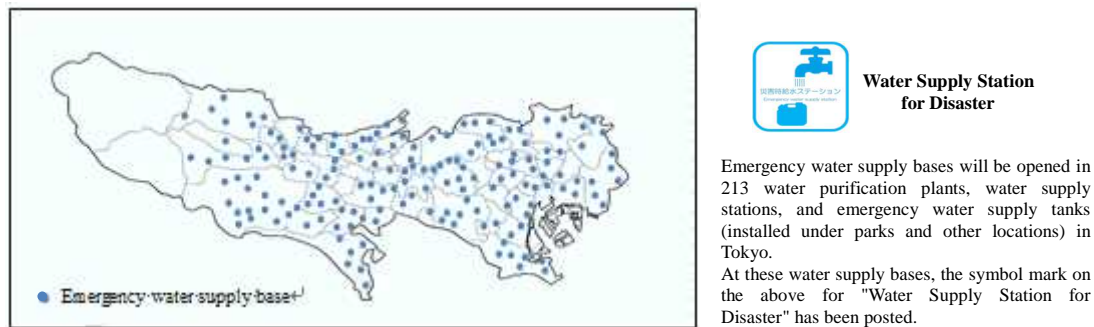 Emergency water supply base
災害時給水ステーション
Emergency water supply station
Water Supply Station
for Disaster
Emergency water supply bases will be opened in
213 water purification plants, water supply
stations, and emergency water supply tanks
(installed under parks and other locations) in
Tokyo.
At these water supply bases, the symbol mark on
the above for "Water Supply Station for
Disaster" has been posted.